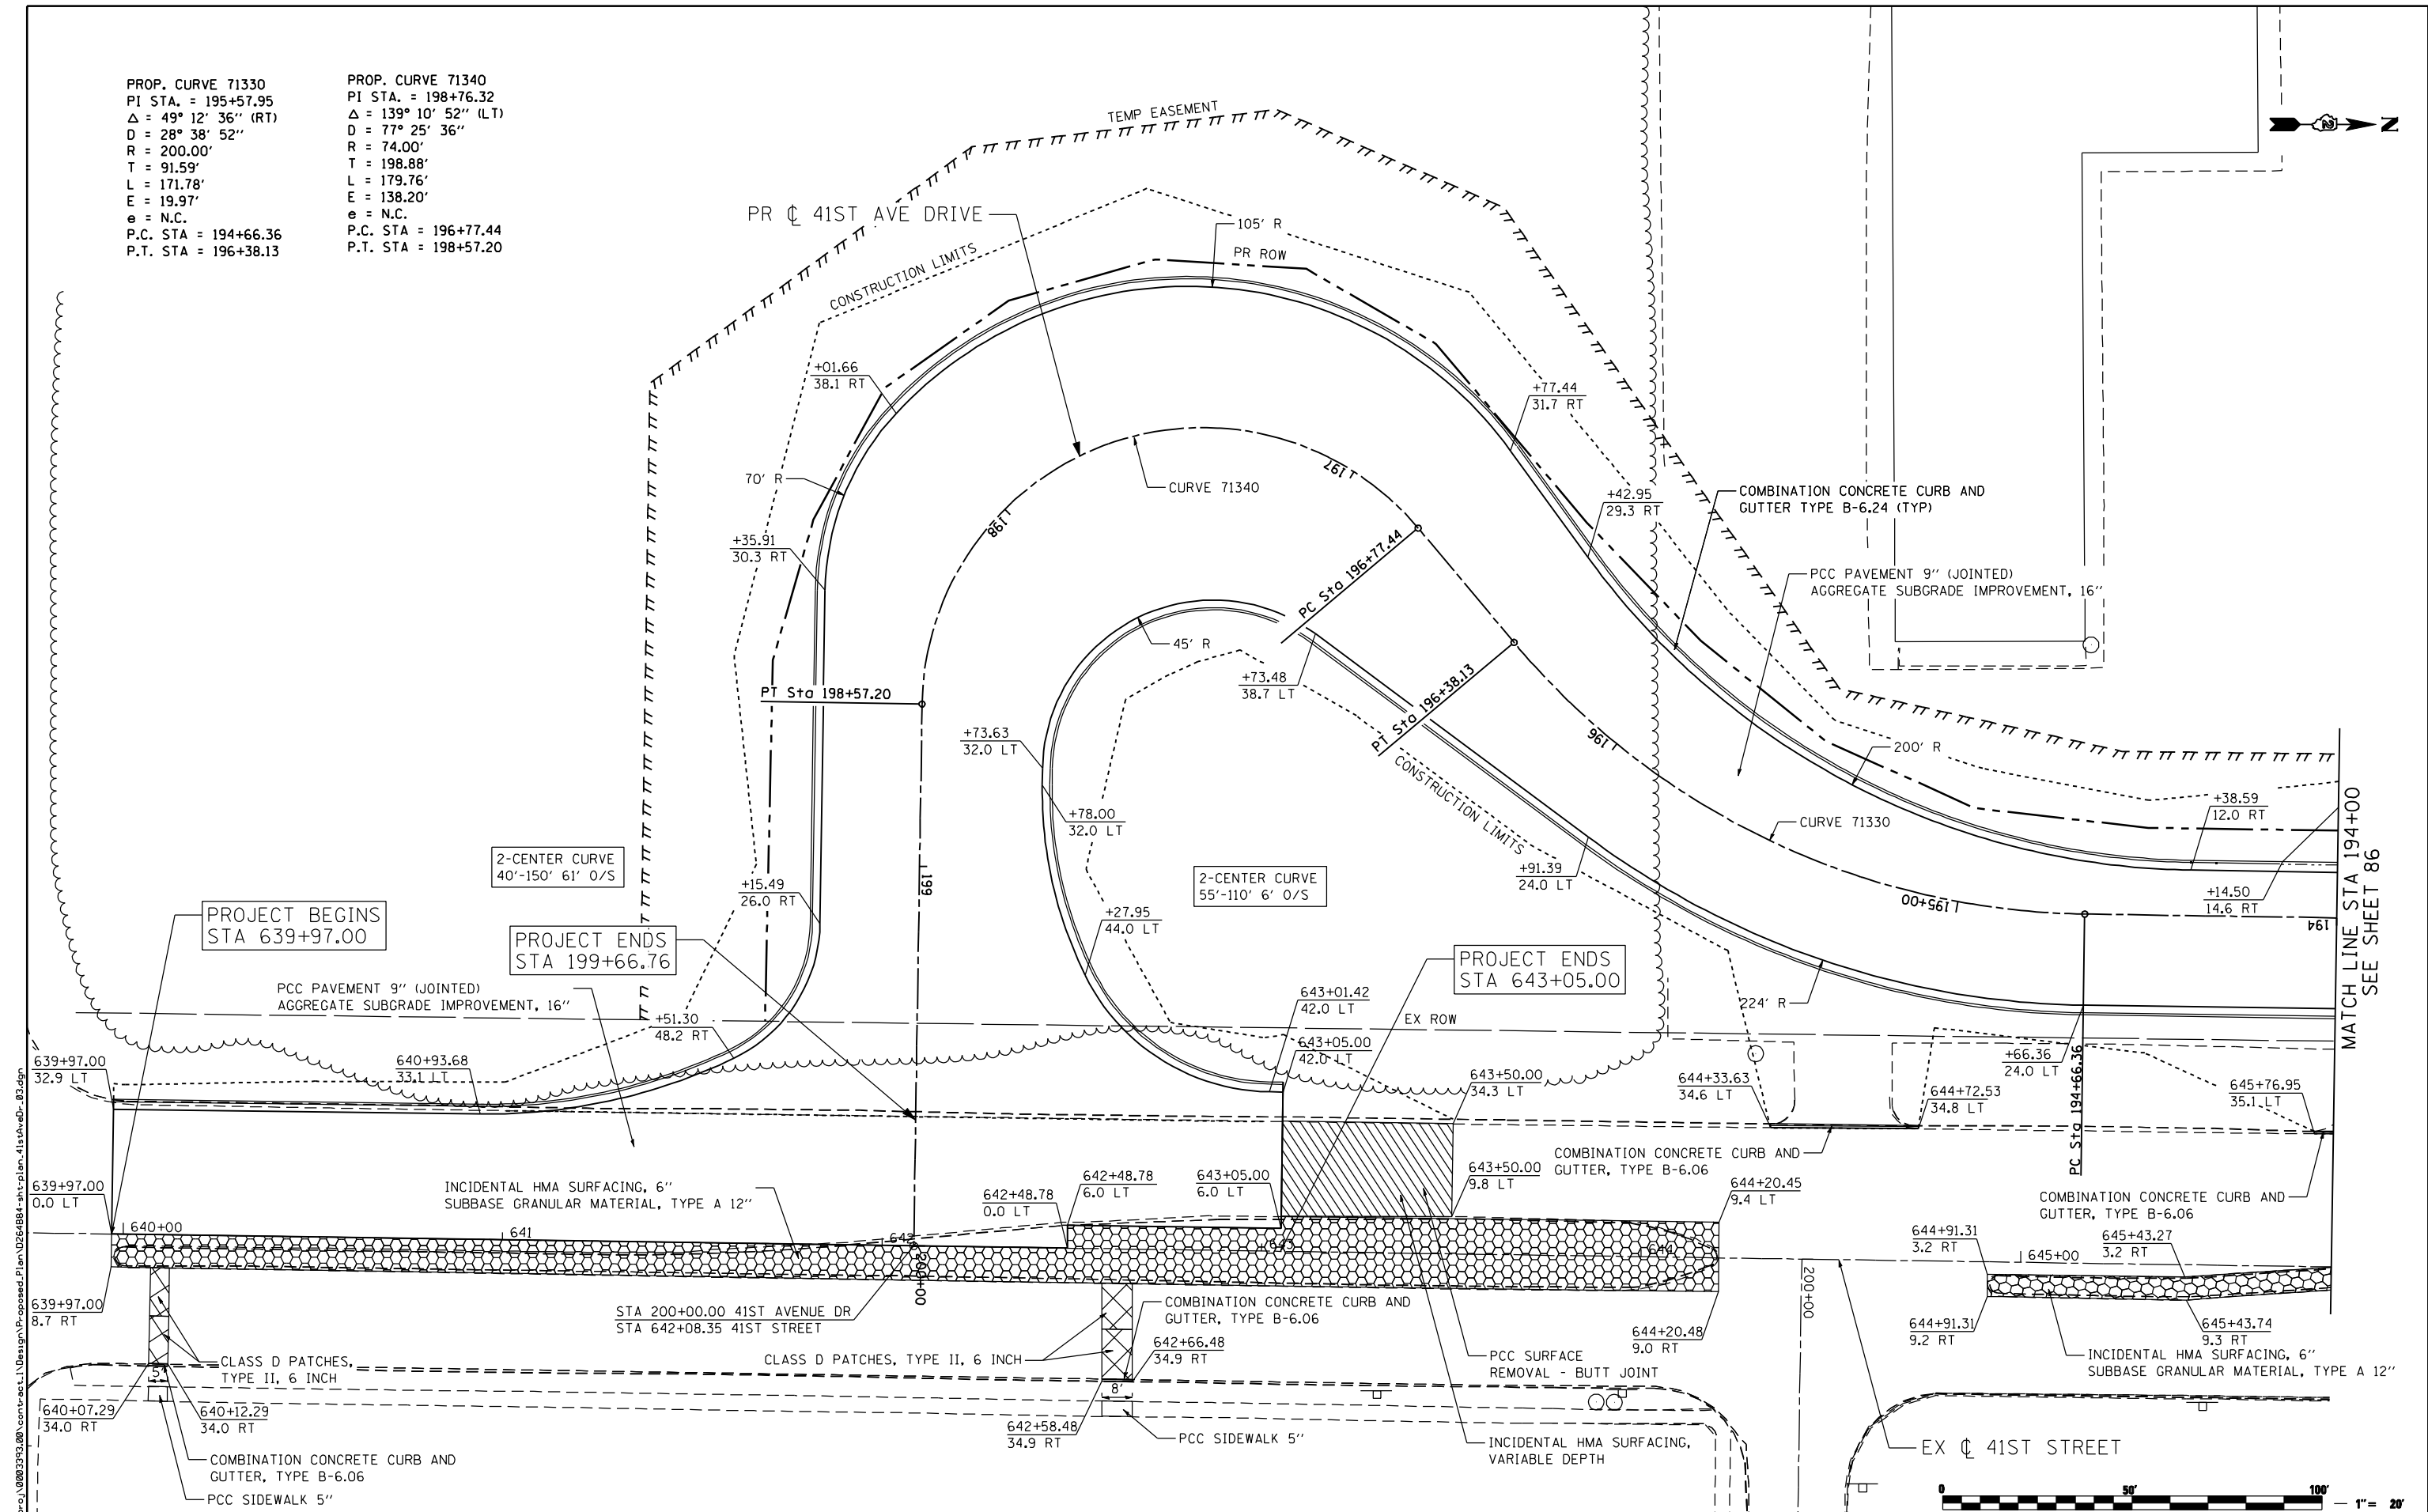 PROP. CURVE 71330
PI STA. = 195+57.95
Δ = 49° 12' 36'' (RT)
D = 28° 38' 52''
R = 200.00'
T = 91.59'
L = 171.78'
E = 19.97'
e = N.C.
P.C. STA = 194+66.36
P.T. STA = 196+38.13
PROP. CURVE 71340
PI STA. = 198+76.32
Δ = 139° 10' 52'' (LT)
D = 77° 25' 36''
R = 74.00'
T = 198.88'
L = 179.76'
E = 138.20'
e = N.C.
P.C. STA = 196+77.44
P.T. STA = 198+57.20
TEMP EASEMENT
N
PR ℄ 41ST AVE DRIVE
105' R
PR ROW
CONSTRUCTION LIMITS
+01.66
38.1 RT
+77.44
31.7 RT
70' R
197
CURVE 71340
+42.95
29.3 RT
COMBINATION CONCRETE CURB AND
GUTTER TYPE B-6.24 (TYP)
198
+35.91
30.3 RT
PC Sta 196+77.44
PCC PAVEMENT 9'' (JOINTED)
AGGREGATE SUBGRADE IMPROVEMENT, 16''
45' R
+73.48
38.7 LT
PT Sta 196+38.13
PT Sta 198+57.20
196
+73.63
32.0 LT
200' R
CONSTRUCTION LIMITS
+78.00
32.0 LT
+38.59
12.0 RT
CURVE 71330
MATCH LINE STA 194+00
SEE SHEET 86
2-CENTER CURVE
40'-150' 61' O/S
199
+15.49
26.0 RT
2-CENTER CURVE
55'-110' 6' O/S
+91.39
24.0 LT
+14.50
14.6 RT
195+00
194
PROJECT BEGINS
STA 639+97.00
+27.95
44.0 LT
PROJECT ENDS
STA 199+66.76
PROJECT ENDS
STA 643+05.00
PCC PAVEMENT 9'' (JOINTED)
AGGREGATE SUBGRADE IMPROVEMENT, 16''
224' R
643+01.42
42.0 LT
+51.30
48.2 RT
EX ROW
643+05.00
42.0 LT
639+97.00
32.9 LT
640+93.68
33.1 LT
643+50.00
34.3 LT
644+33.63
34.6 LT
+66.36
24.0 LT
644+72.53
34.8 LT
645+76.95
35.1 LT
PC Sta 194+66.36
COMBINATION CONCRETE CURB AND
GUTTER, TYPE B-6.06
639+97.00
0.0 LT
INCIDENTAL HMA SURFACING, 6''
SUBBASE GRANULAR MATERIAL, TYPE A 12''
642+48.78
0.0 LT
642+48.78
6.0 LT
643+05.00
6.0 LT
643+50.00
9.8 LT
644+20.45
9.4 LT
COMBINATION CONCRETE CURB AND
GUTTER, TYPE B-6.06
640+00
641
642
643
644
644+91.31
3.2 RT
645+00
645+43.27
3.2 RT
200+00
200+00
639+97.00
8.7 RT
STA 200+00.00 41ST AVENUE DR
STA 642+08.35 41ST STREET
COMBINATION CONCRETE CURB AND
GUTTER, TYPE B-6.06
642+66.48
34.9 RT
644+20.48
9.0 RT
644+91.31
9.2 RT
645+43.74
9.3 RT
CLASS D PATCHES,
TYPE II, 6 INCH
CLASS D PATCHES, TYPE II, 6 INCH
PCC SURFACE
REMOVAL - BUTT JOINT
INCIDENTAL HMA SURFACING, 6''
SUBBASE GRANULAR MATERIAL, TYPE A 12''
5'
8'
640+07.29
34.0 RT
640+12.29
34.0 RT
642+58.48
34.9 RT
PCC SIDEWALK 5''
INCIDENTAL HMA SURFACING,
VARIABLE DEPTH
EX ℄ 41ST STREET
COMBINATION CONCRETE CURB AND
GUTTER, TYPE B-6.06
PCC SIDEWALK 5''
0 50' 100'
1''= 20'